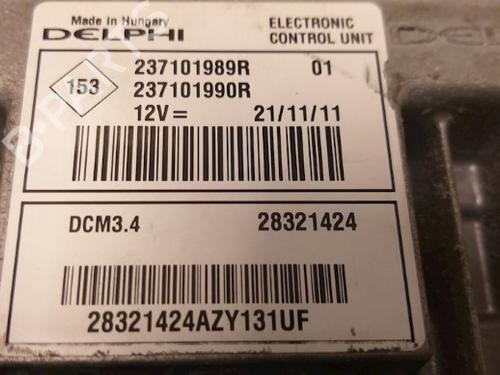 Made in Hungary
DELPHI
ELECTRONIC
CONTROL UNIT
153
237101989R 01
237101990R
12V= 21/11/11
DCM3.4 28321424
28321424AZY131UF
B-PARTS